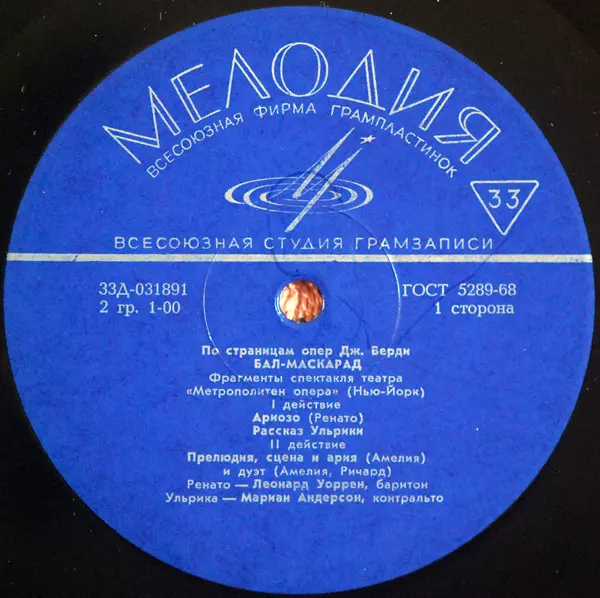 МЕЛОДИЯ
ВСЕСОЮЗНАЯ ФИРМА ГРАМПЛАСТИНОК
33
ВСЕСОЮЗНАЯ СТУДИЯ ГРАМЗАПИСИ
33Д-031891
2 гр. 1-00
ГОСТ 5289-68
1 сторона
По страницам опер Дж. Верди
БАЛ-МАСКАРАД
Фрагменты спектакля театра
«Метрополитен опера» (Нью-Йорк)
I действие
Ариозо (Ренато)
Рассказ Ульрики
II действие
Прелюдия, сцена и ария (Амелия)
и дуэт (Амелия, Ричард)
Ренато — Леонард Уоррен, баритон
Ульрика — Мариан Андерсон, контральто